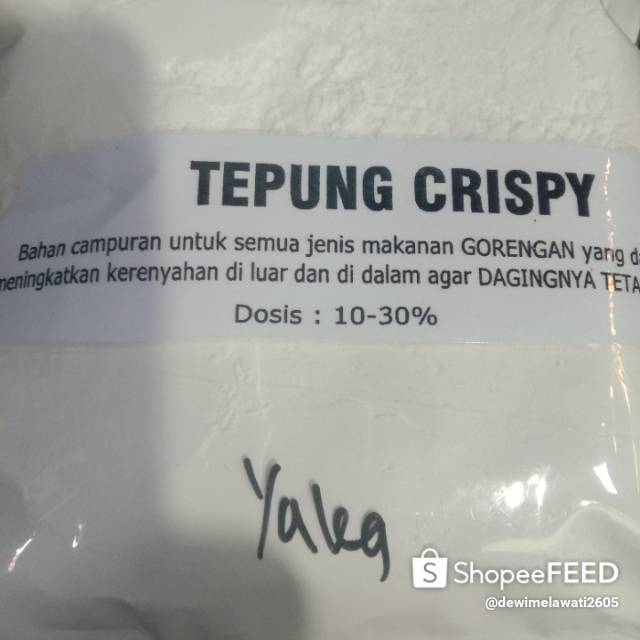 TEPUNG CRISPY
Bahan campuran untuk semua jenis makanan GORENGAN yang
meningkatkan kerenyahan di luar dan di dalam agar DAGINGNYA
Dosis : 10-30%
ShopeeFEED
@dewimelawati2605